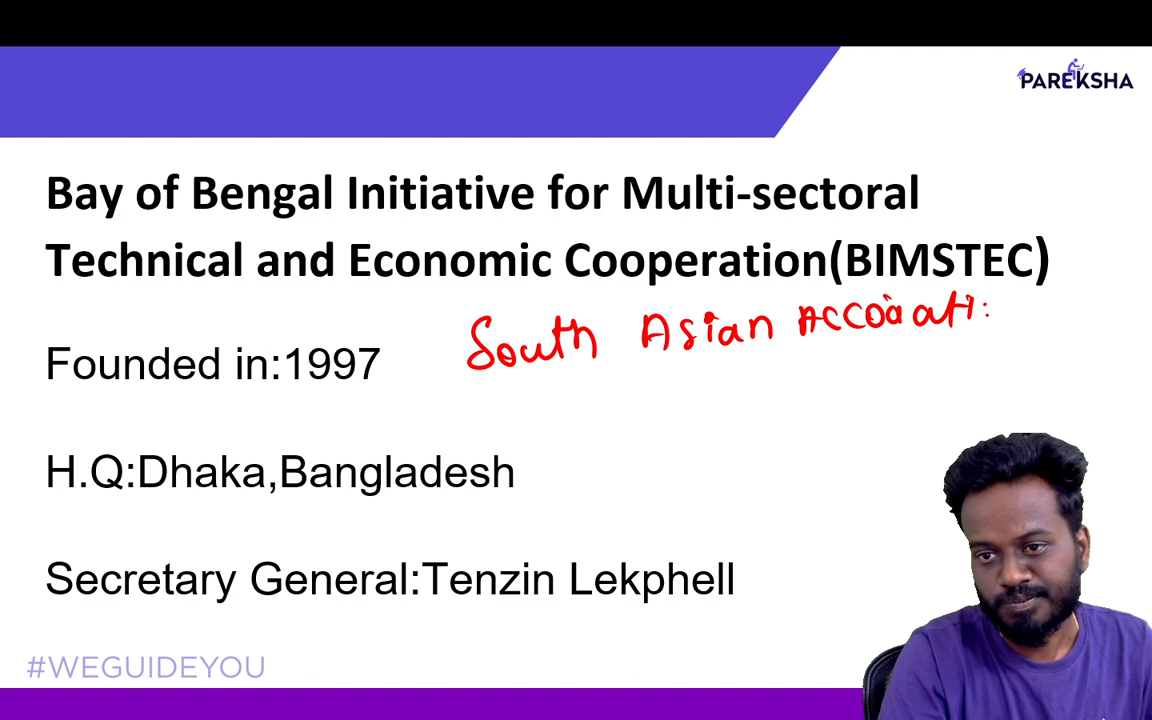 PAREKSHA
Bay of Bengal Initiative for Multi-sectoral
Technical and Economic Cooperation(BIMSTEC)
South Asian
Founded in:1997
H.Q:Dhaka,Bangladesh
Secretary General:Tenzin Lekphell
#WEGUIDEYOU